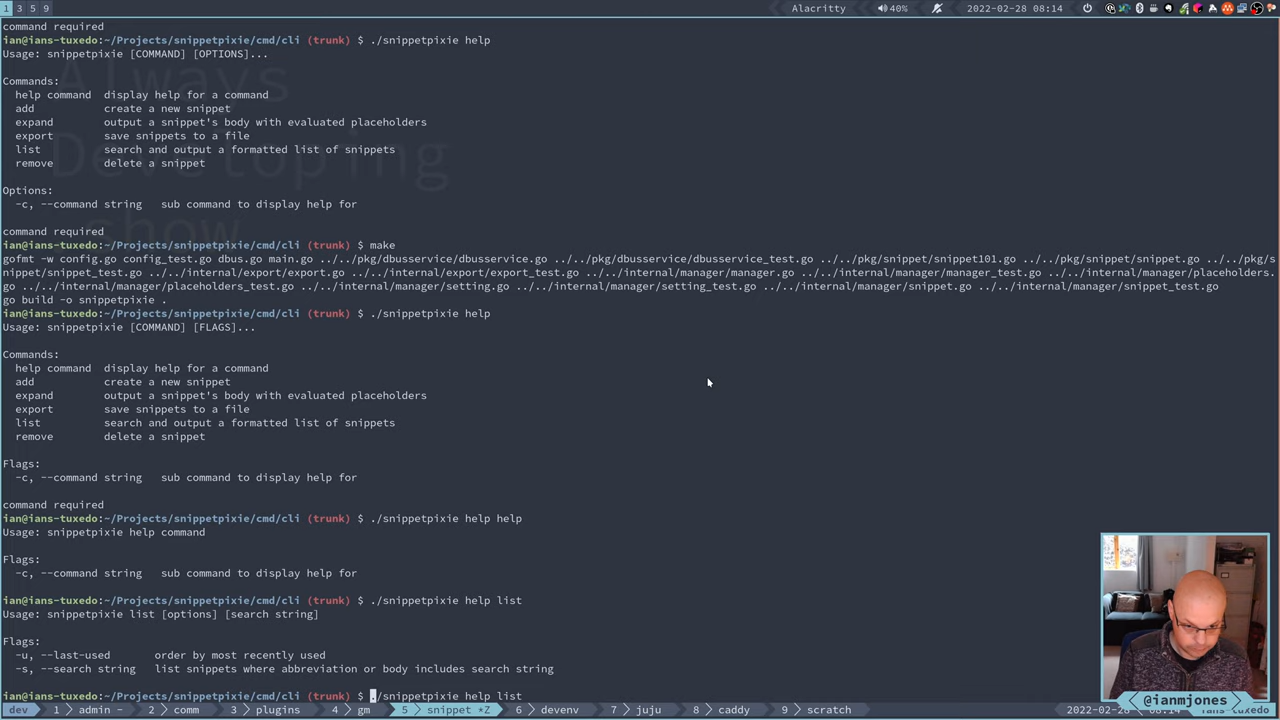 1 3 5 9 Alacritty 40% 2022-02-28 08:14
command required
ian@ians-tuxedo:~/Projects/snippetpixie/cmd/cli (trunk) $ ./snippetpixie help
Usage: snippetpixie [COMMAND] [OPTIONS]...
Always
Commands:
help command display help for a command
add create a new snippet
expand output a snippet's body with evaluated placeholders
export save snippets to a file
list search and output a formatted list of snippets
Developing
remove delete a snippet
Options:
-c, --command string sub command to display help for
show
command required
ian@ians-tuxedo:~/Projects/snippetpixie/cmd/cli (trunk) $ make
gofmt -w config.go config_test.go dbus.go main.go ../../pkg/dbusservice/dbusservice.go ../../pkg/dbusservice/dbusservice_test.go ../../pkg/snippet/snippet101.go ../../pkg/snippet/snippet.go ../../pkg/s
nippet/snippet_test.go ../../internal/export/export.go ../../internal/export/export_test.go ../../internal/manager/manager.go ../../internal/manager/manager_test.go ../../internal/manager/placeholders.
go ../../internal/manager/placeholders_test.go ../../internal/manager/setting.go ../../internal/manager/setting_test.go ../../internal/manager/snippet.go ../../internal/manager/snippet_test.go
go build -o snippetpixie .
ian@ians-tuxedo:~/Projects/snippetpixie/cmd/cli (trunk) $ ./snippetpixie help
Usage: snippetpixie [COMMAND] [FLAGS]...
Commands:
help command display help for a command
add create a new snippet
expand output a snippet's body with evaluated placeholders
export save snippets to a file
list search and output a formatted list of snippets
remove delete a snippet
Flags:
-c, --command string sub command to display help for
command required
ian@ians-tuxedo:~/Projects/snippetpixie/cmd/cli (trunk) $ ./snippetpixie help help
Usage: snippetpixie help command
Flags:
-c, --command string sub command to display help for
ian@ians-tuxedo:~/Projects/snippetpixie/cmd/cli (trunk) $ ./snippetpixie help list
Usage: snippetpixie list [options] [search string]
Flags:
-u, --last-used order by most recently used
-s, --search string list snippets where abbreviation or body includes search string
ian@ians-tuxedo:~/Projects/snippetpixie/cmd/cli (trunk) $ ./snippetpixie help list
@ianmjones
dev 1 admin - 2 comm 3 plugins 4 gm 5 snippet *Z 6 devenv 7 juju 8 caddy 9 scratch 2022-02-28 tuxedo